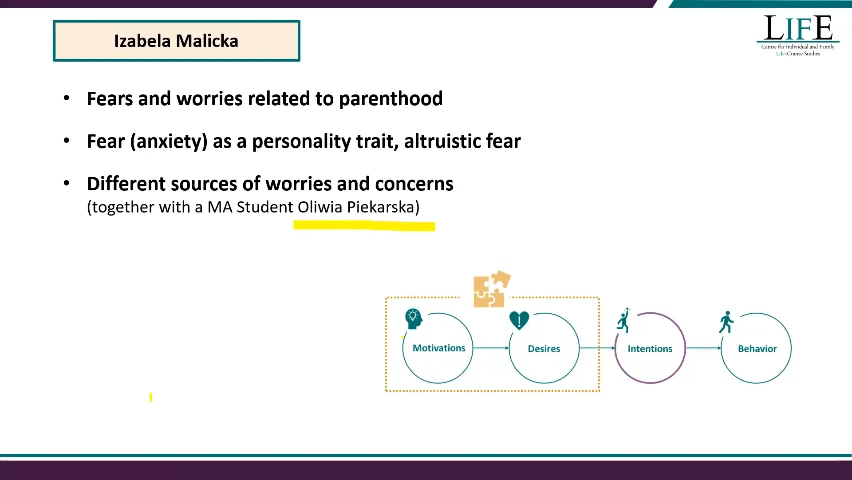 Izabela Malicka
LIFE
Centre for Individual and Family
Life-Course Studies
• Fears and worries related to parenthood
• Fear (anxiety) as a personality trait, altruistic fear
• Different sources of worries and concerns
(together with a MA Student Oliwia Piekarska)
Motivations
Desires
Intentions
Behavior